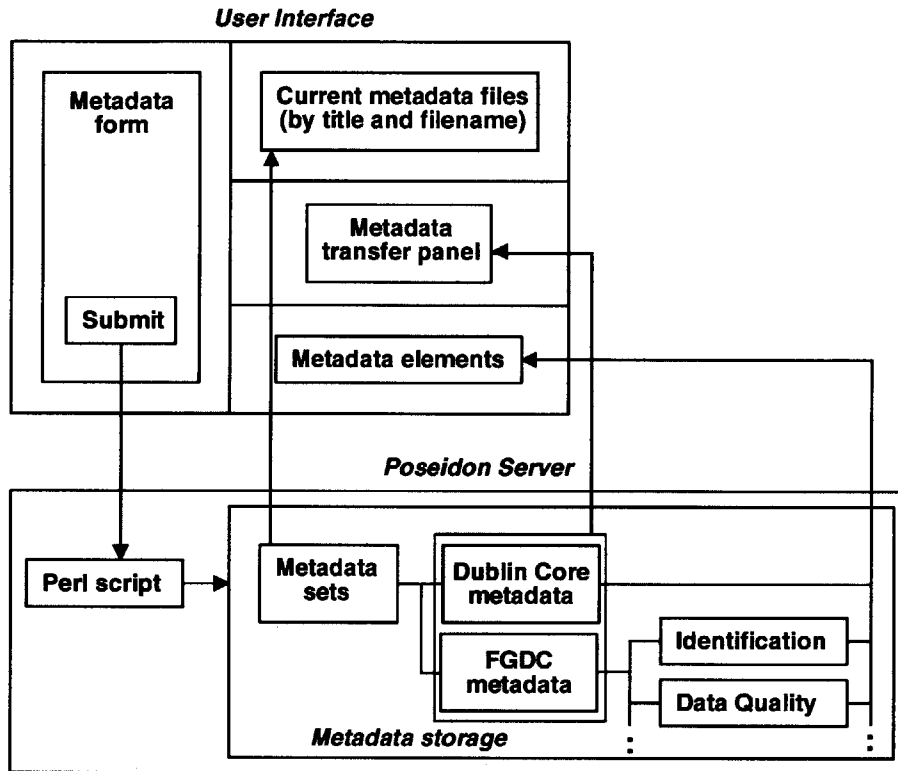 User Interface
Metadata
form
Submit
Current metadata files
(by title and filename)
Metadata
transfer panel
Metadata elements
Poseidon Server
Perl script
Metadata
sets
Dublin Core
metadata
FGDC
metadata
Identification
Data Quality
Metadata storage